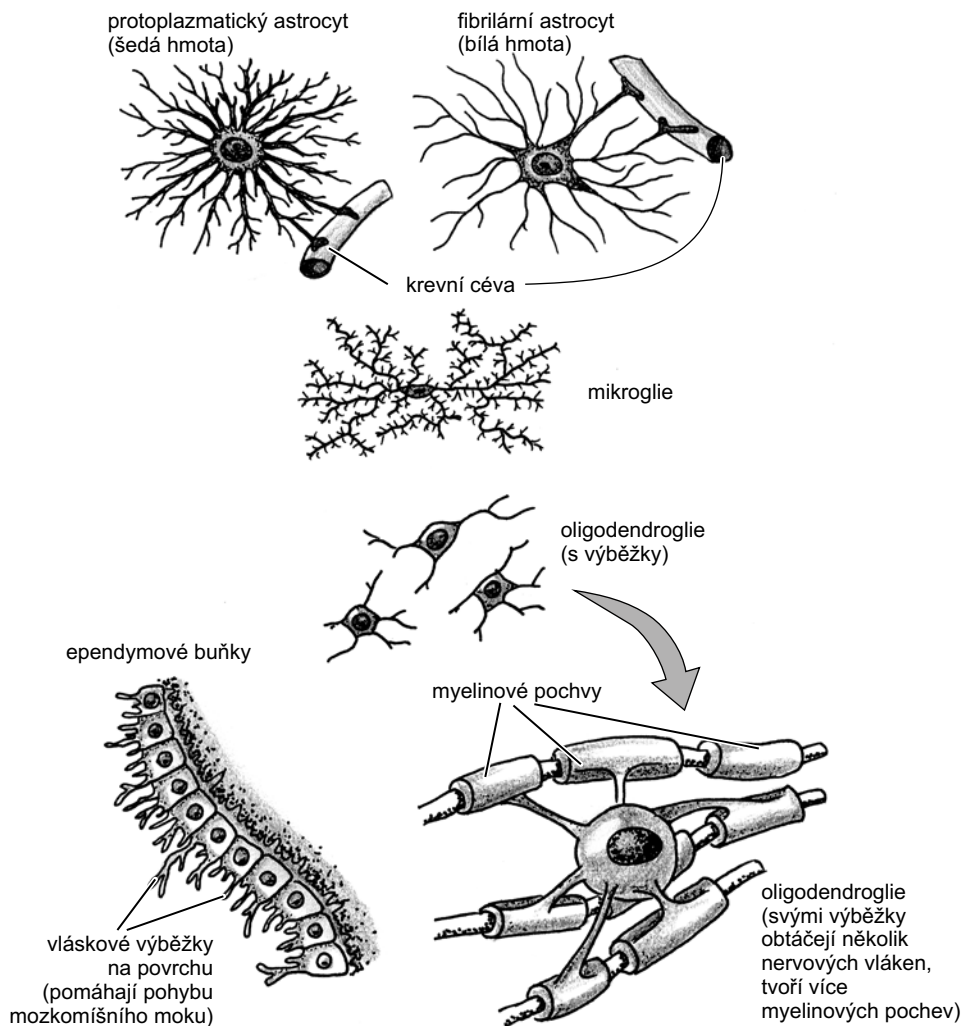 protoplazmatický astrocyt
(šedá hmota)
fibrilární astrocyt
(bílá hmota)
krevní céva
mikroglie
oligodendroglie
(s výběžky)
ependymové buňky
myelinové pochvy
vláskové výběžky
na povrchu
(pomáhají pohybu
mozkomíšního moku)
oligodendroglie
(svými výběžky
obtáčejí několik
nervových vláken,
tvoří více
myelinových pochev)